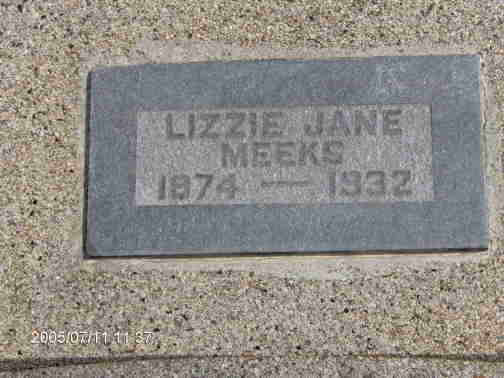 LIZZIE JANE
MEEKS
1874 — 1932
2005/07/11 11:37